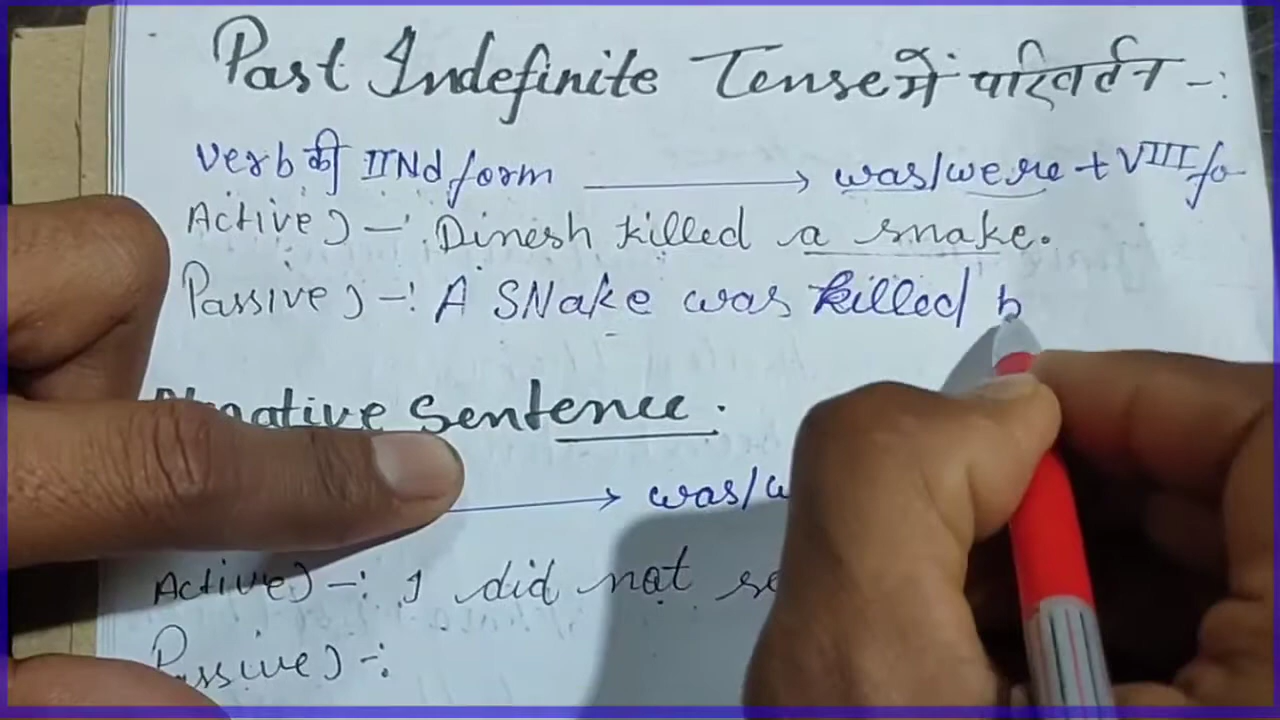 Past Indefinite Tense में परिवर्तन -:
Verb की IINd form → was/were + VIII fo
Active) -: Dinesh killed a snake.
Passive) -: A SNake was killed b
Sentence.
→ was/w
Active) -: I did not se
Passive) -: